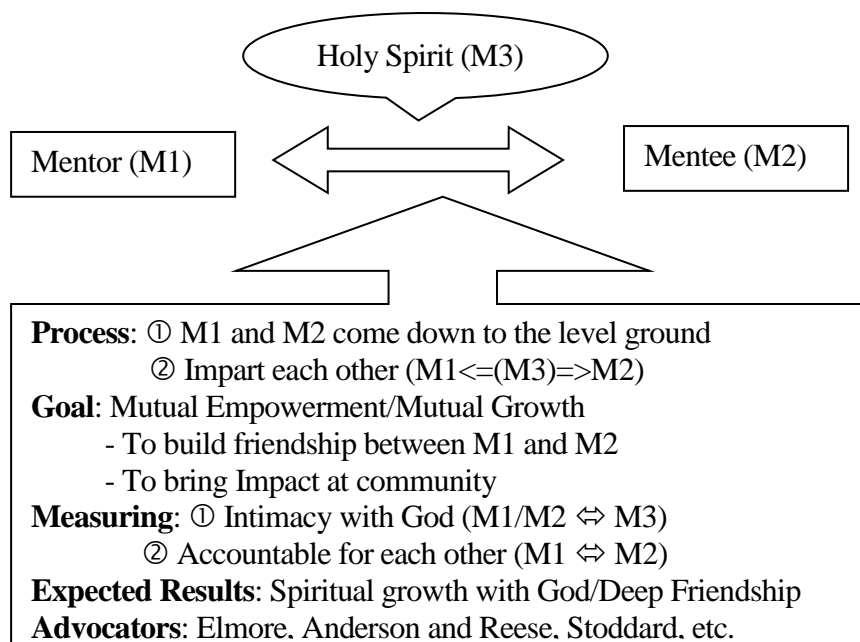 Holy Spirit (M3)
Mentor (M1)
Mentee (M2)
Process: ① M1 and M2 come down to the level ground
② Impart each other (M1<=(M3)=>M2)
Goal: Mutual Empowerment/Mutual Growth
- To build friendship between M1 and M2
- To bring Impact at community
Measuring: ① Intimacy with God (M1/M2 ⇔ M3)
② Accountable for each other (M1 ⇔ M2)
Expected Results: Spiritual growth with God/Deep Friendship
Advocators: Elmore, Anderson and Reese, Stoddard, etc.